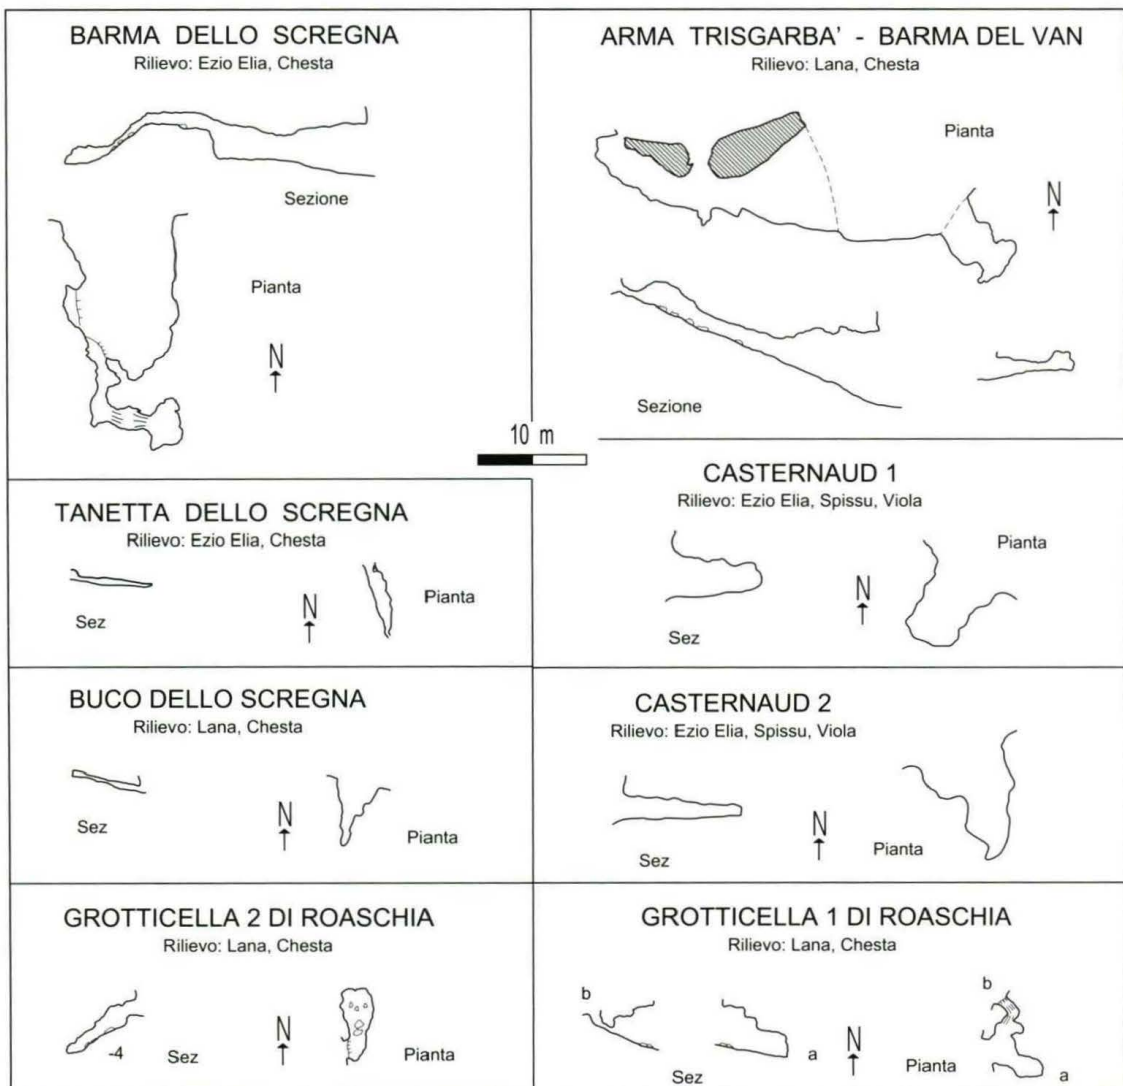 BARMA DELLO SCREGNA
Rilievo: Ezio Elia, Chesta
Sezione
Pianta
N
ARMA TRISGARBA' - BARMA DEL VAN
Rilievo: Lana, Chesta
Pianta
N
Sezione
10 m
TANETTA DELLO SCREGNA
Rilievo: Ezio Elia, Chesta
Sez
N
Pianta
CASTERNAUD 1
Rilievo: Ezio Elia, Spissu, Viola
Pianta
N
Sez
BUCO DELLO SCREGNA
Rilievo: Lana, Chesta
Sez
N
Pianta
CASTERNAUD 2
Rilievo: Ezio Elia, Spissu, Viola
N
Pianta
Sez
GROTTICELLA 2 DI ROASCHIA
Rilievo: Lana, Chesta
-4
Sez
N
Pianta
GROTTICELLA 1 DI ROASCHIA
Rilievo: Lana, Chesta
b
a
Sez
N
Pianta
b
a